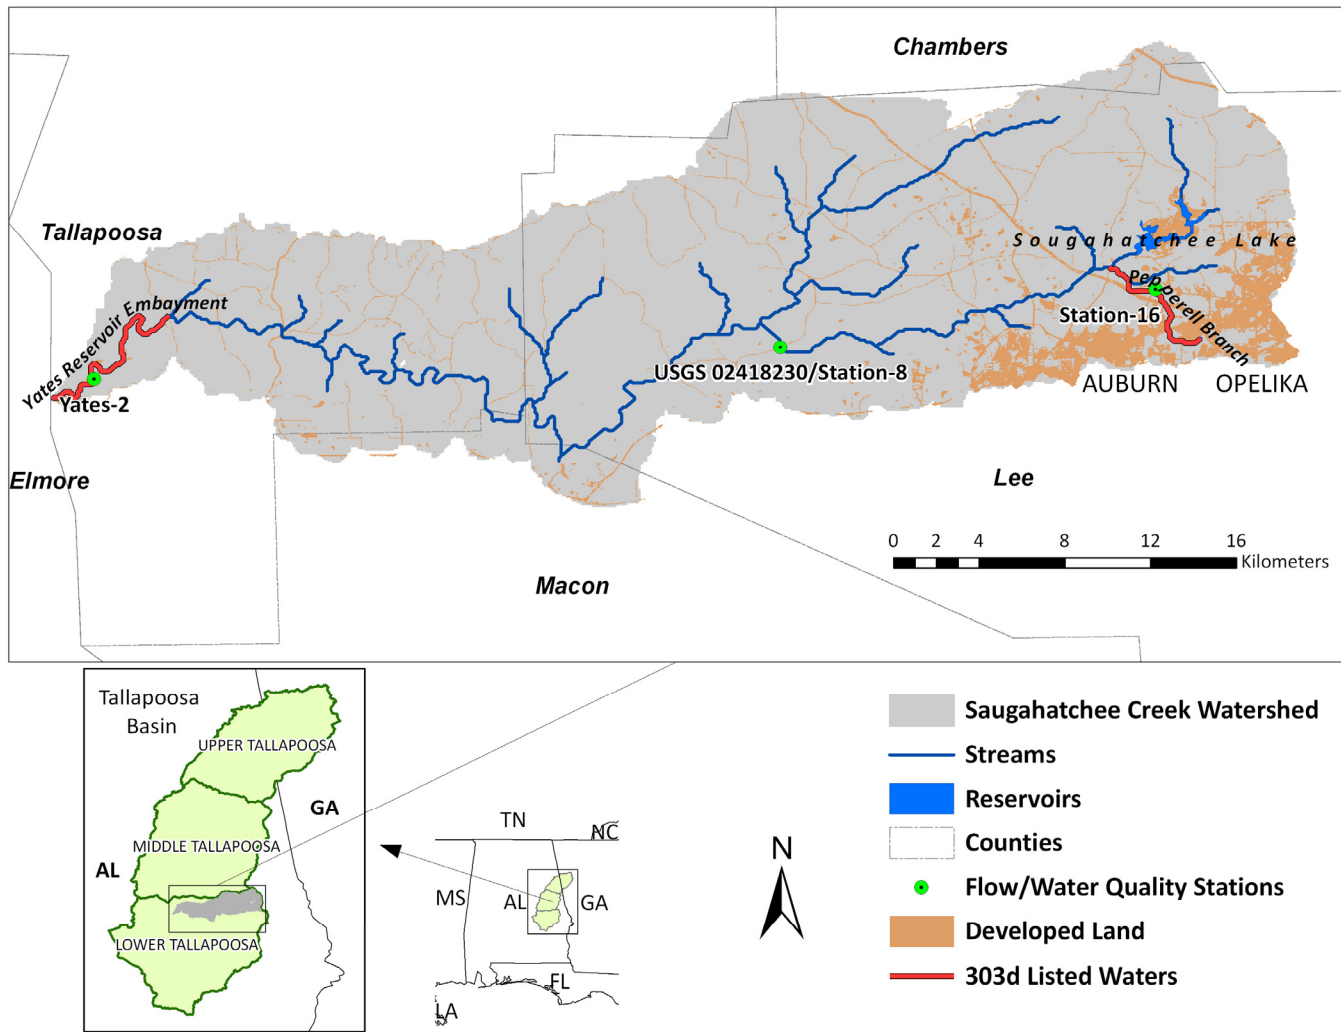 Chambers
Tallapoosa
Sougahatchee Lake
Yates Reservoir Embayment
Pepperell Branch
Station-16
USGS 02418230/Station-8
Yates-2
AUBURN
OPELIKA
Elmore
Lee
Macon
0 2 4 8 12 16
Kilometers
Tallapoosa
Basin
UPPER TALLAPOOSA
GA
MIDDLE TALLAPOOSA
AL
LOWER TALLAPOOSA
TN
NC
MS
AL
GA
FL
LA
N
Saugahatchee Creek Watershed
Streams
Reservoirs
Counties
Flow/Water Quality Stations
Developed Land
303d Listed Waters